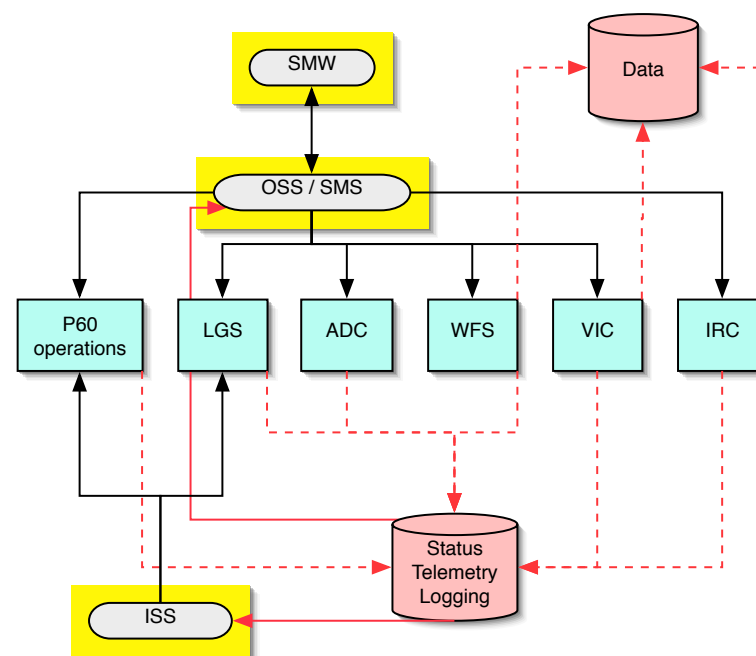 SMW
Data
OSS / SMS
P60
operations
LGS
ADC
WFS
VIC
IRC
Status
Telemetry
Logging
ISS